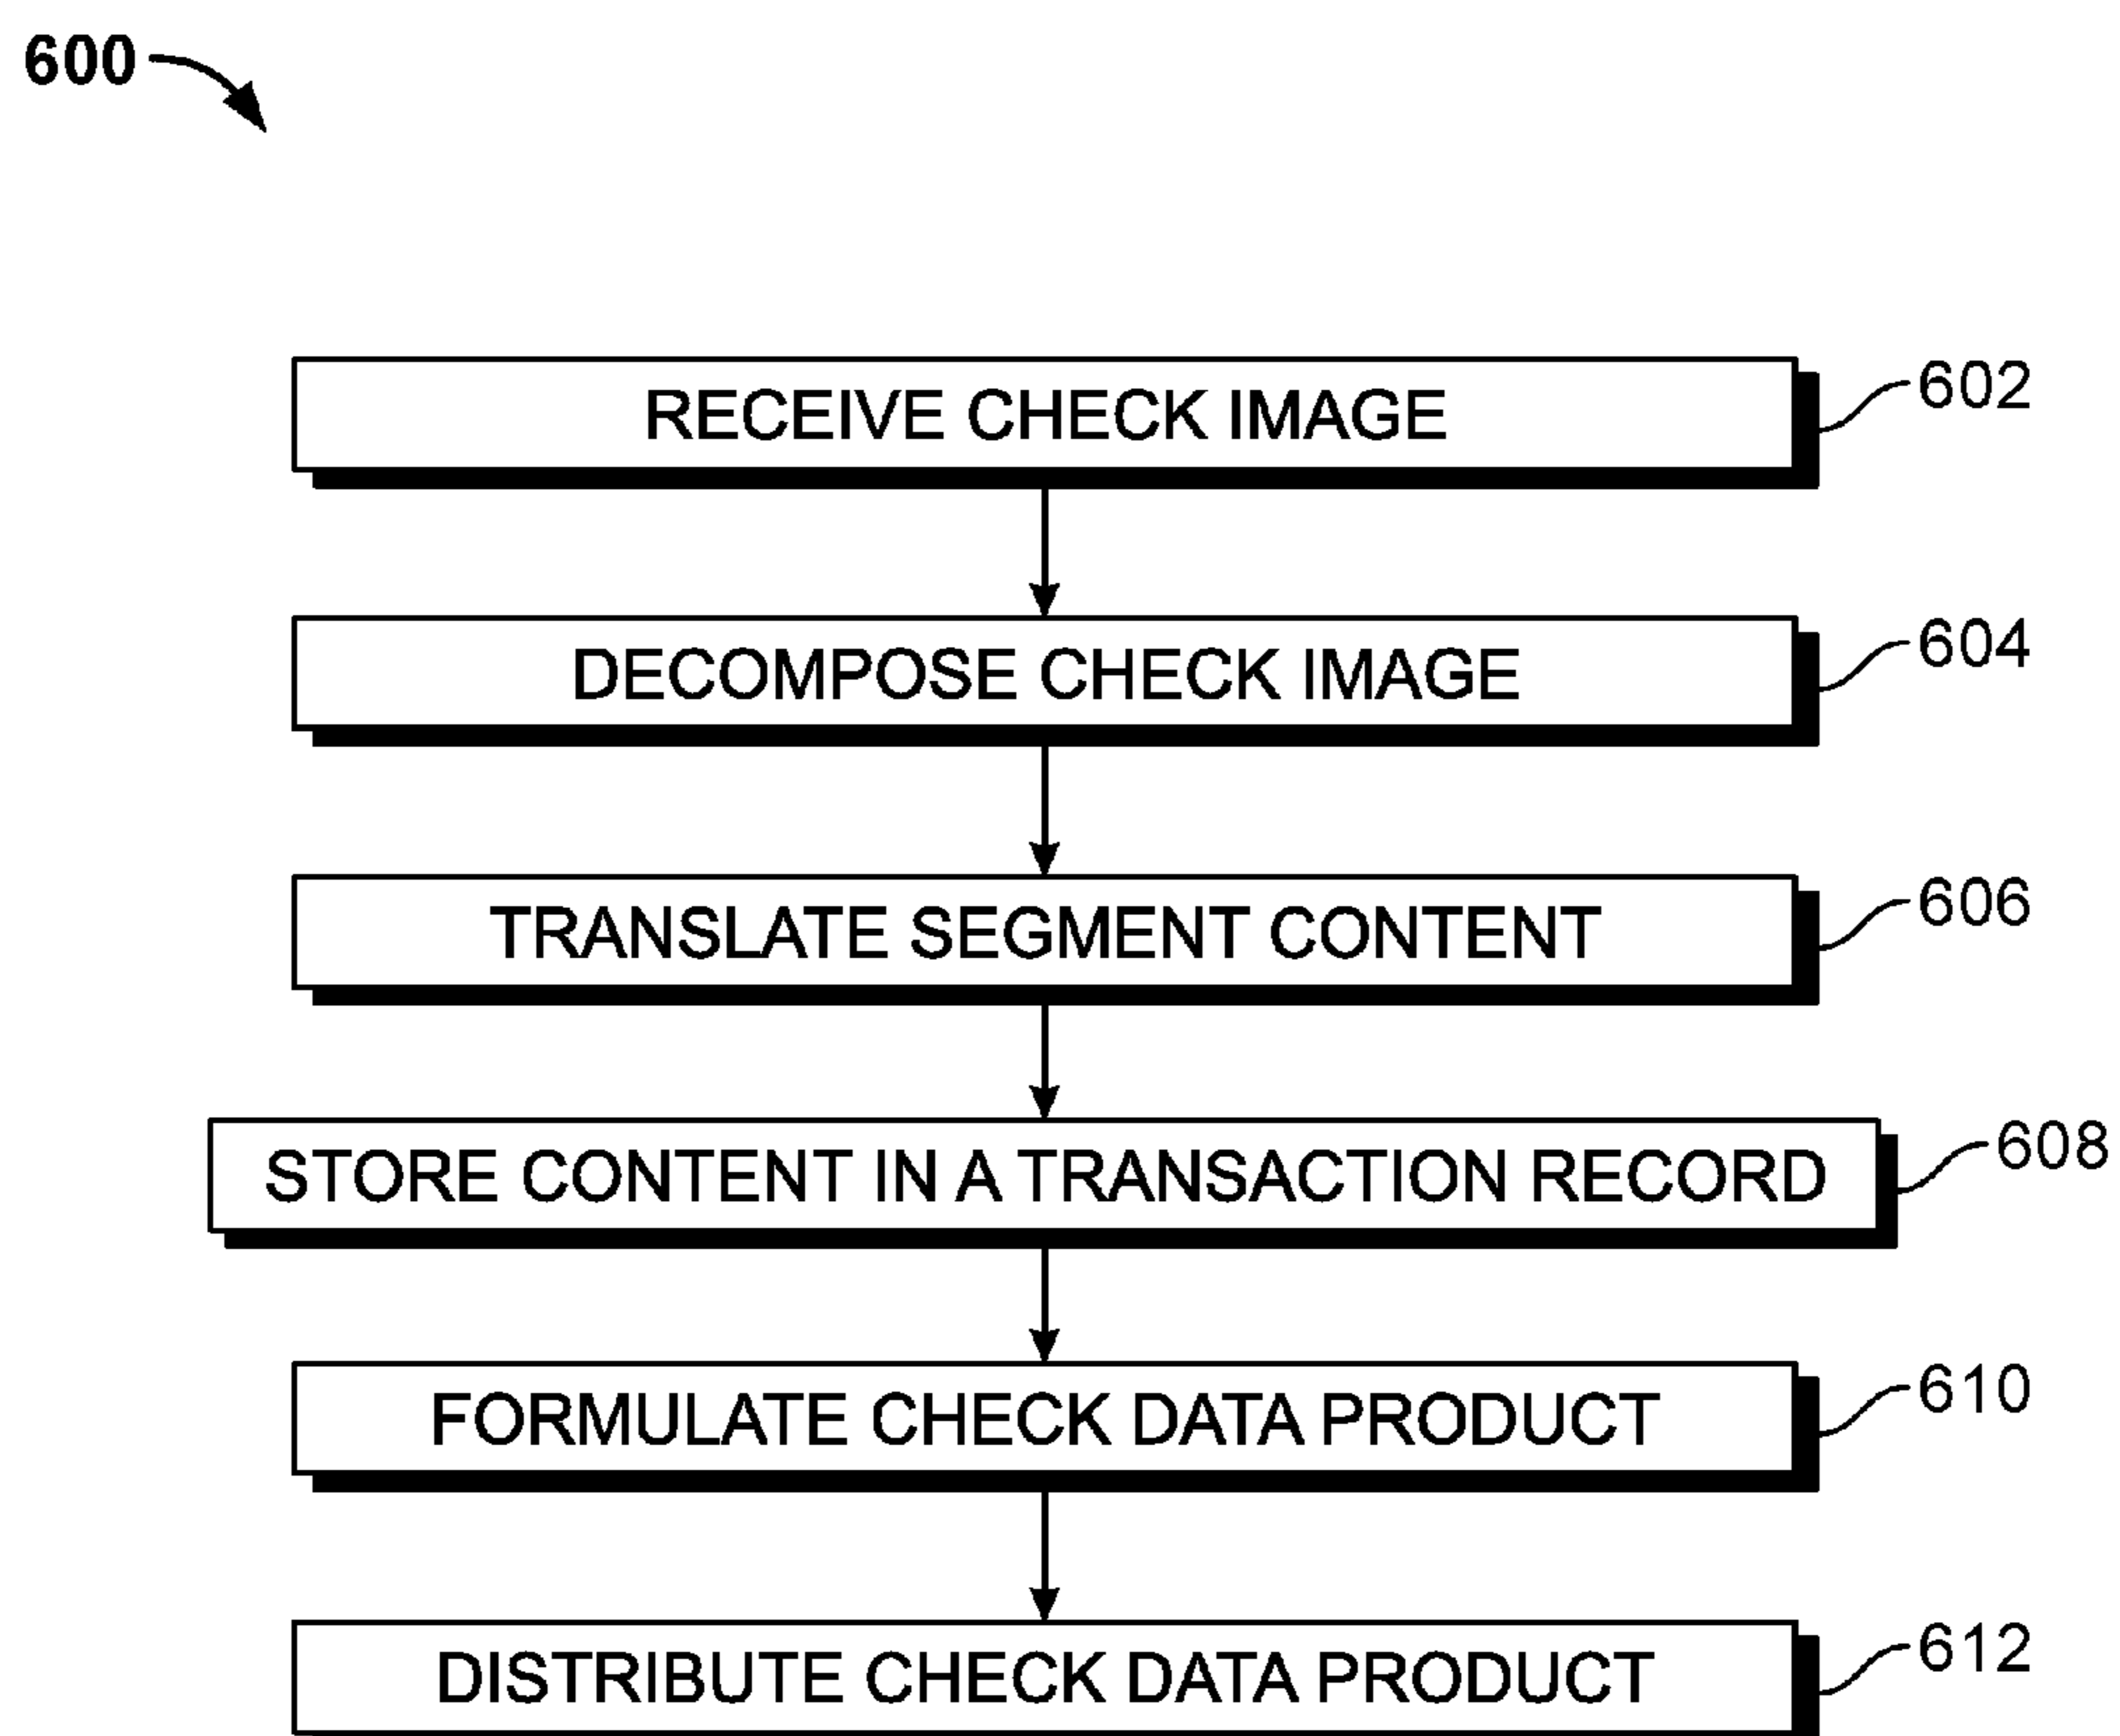 600
RECEIVE CHECK IMAGE
602
DECOMPOSE CHECK IMAGE
604
TRANSLATE SEGMENT CONTENT
606
STORE CONTENT IN A TRANSACTION RECORD
608
FORMULATE CHECK DATA PRODUCT
610
DISTRIBUTE CHECK DATA PRODUCT
612